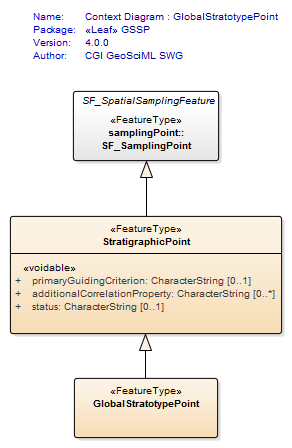 Name: Context Diagram : GlobalStratotypePoint
Package: «Leaf» GSSP
Version: 4.0.0
Author: CGI GeoSciML SWG
SF_SpatialSamplingFeature
«FeatureType»
samplingPoint::
SF_SamplingPoint
«FeatureType»
StratigraphicPoint
«voidable»
+ primaryGuidingCriterion: CharacterString [0..1]
+ additionalCorrelationProperty: CharacterString [0..*]
+ status: CharacterString [0..1]
«FeatureType»
GlobalStratotypePoint